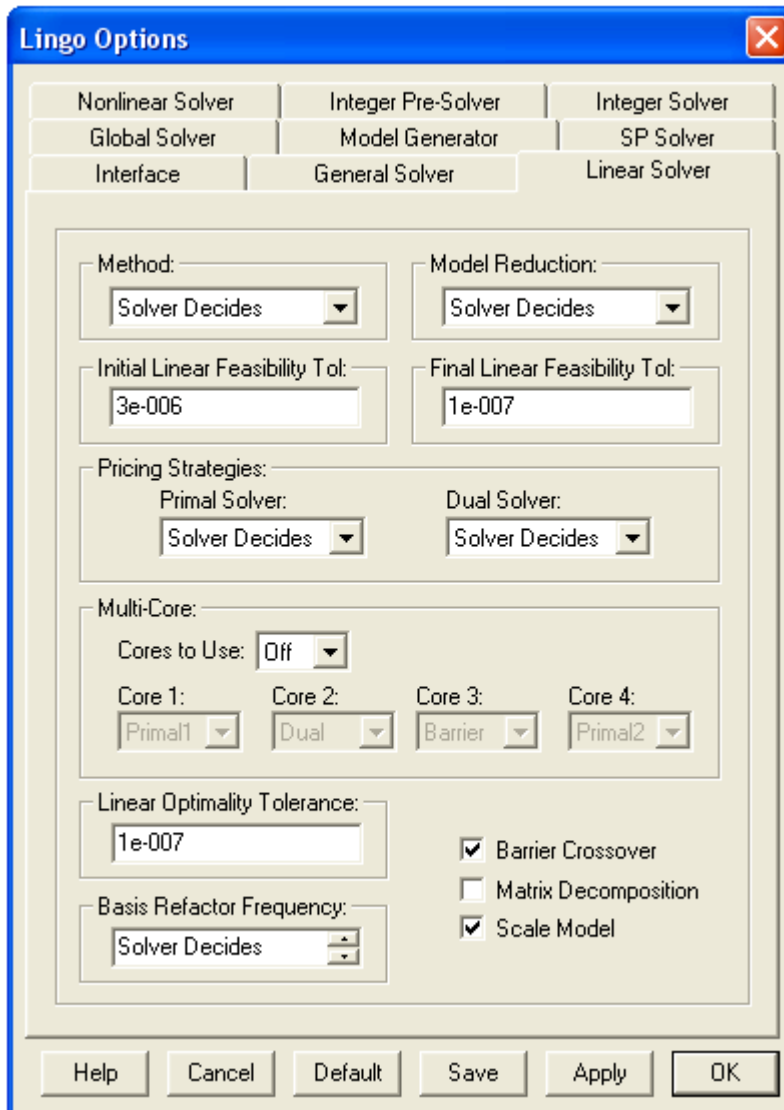 Lingo Options
Nonlinear Solver Integer Pre-Solver Integer Solver
Global Solver Model Generator SP Solver
Interface General Solver Linear Solver
Method: Model Reduction:
Solver Decides Solver Decides
Initial Linear Feasibility Tol: Final Linear Feasibility Tol:
3e-006 1e-007
Pricing Strategies:
Primal Solver: Dual Solver:
Solver Decides Solver Decides
Multi-Core:
Cores to Use: Off
Core 1: Core 2: Core 3: Core 4:
Primal1 Dual Barrier Primal2
Linear Optimality Tolerance:
1e-007
Barrier Crossover
Matrix Decomposition
Basis Refactor Frequency:
Scale Model
Solver Decides
Help Cancel Default Save Apply OK